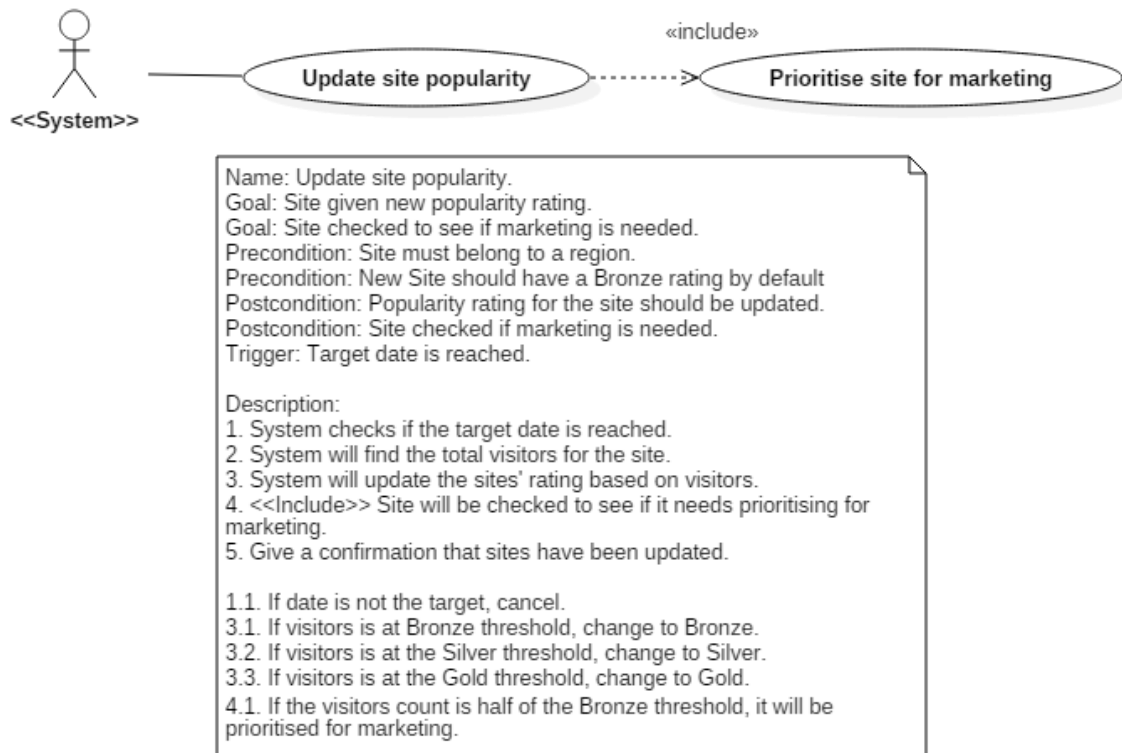 «include»
Update site popularity
Prioritise site for marketing
<<System>>
Name: Update site popularity.
Goal: Site given new popularity rating.
Goal: Site checked to see if marketing is needed.
Precondition: Site must belong to a region.
Precondition: New Site should have a Bronze rating by default
Postcondition: Popularity rating for the site should be updated.
Postcondition: Site checked if marketing is needed.
Trigger: Target date is reached.
Description:
1. System checks if the target date is reached.
2. System will find the total visitors for the site.
3. System will update the sites' rating based on visitors.
4. <<Include>> Site will be checked to see if it needs prioritising for
marketing.
5. Give a confirmation that sites have been updated.
1.1. If date is not the target, cancel.
3.1. If visitors is at Bronze threshold, change to Bronze.
3.2. If visitors is at the Silver threshold, change to Silver.
3.3. If visitors is at the Gold threshold, change to Gold.
4.1. If the visitors count is half of the Bronze threshold, it will be
prioritised for marketing.